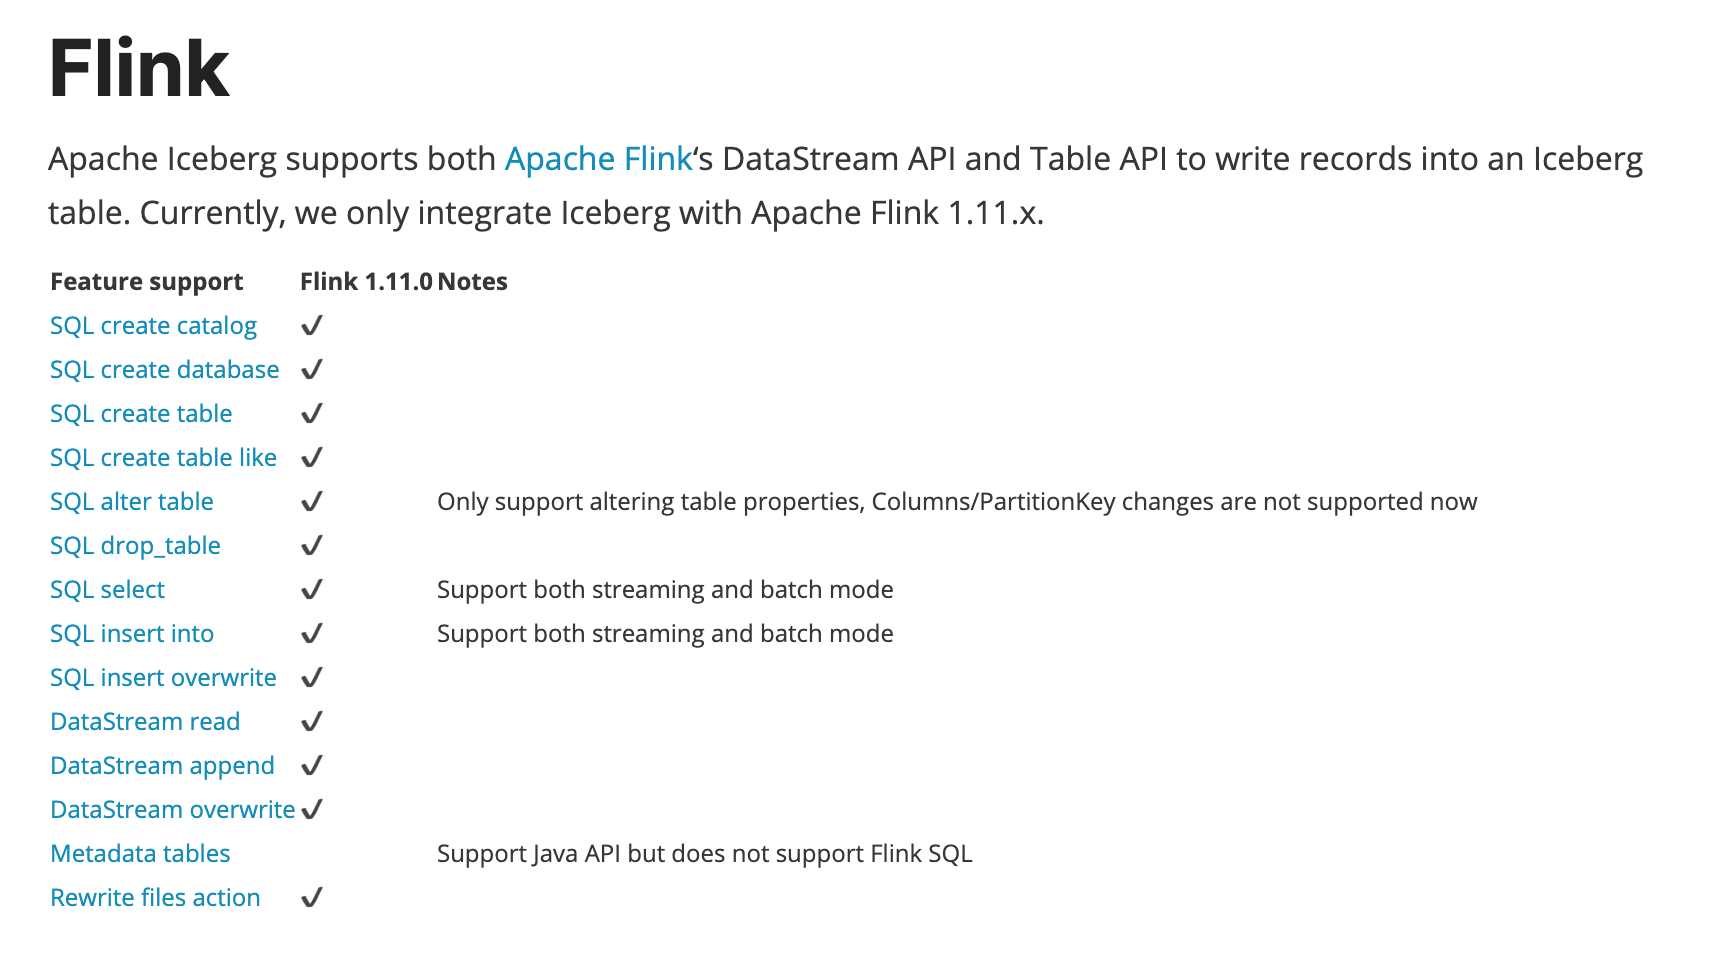 Flink
Apache Iceberg supports both Apache Flink‘s DataStream API and Table API to write records into an Iceberg
table. Currently, we only integrate Iceberg with Apache Flink 1.11.x.
Feature support Flink 1.11.0 Notes
SQL create catalog ✔
SQL create database ✔
SQL create table ✔
SQL create table like ✔
SQL alter table ✔ Only support altering table properties, Columns/PartitionKey changes are not supported now
SQL drop_table ✔
SQL select ✔ Support both streaming and batch mode
SQL insert into ✔ Support both streaming and batch mode
SQL insert overwrite ✔
DataStream read ✔
DataStream append ✔
DataStream overwrite ✔
Metadata tables Support Java API but does not support Flink SQL
Rewrite files action ✔